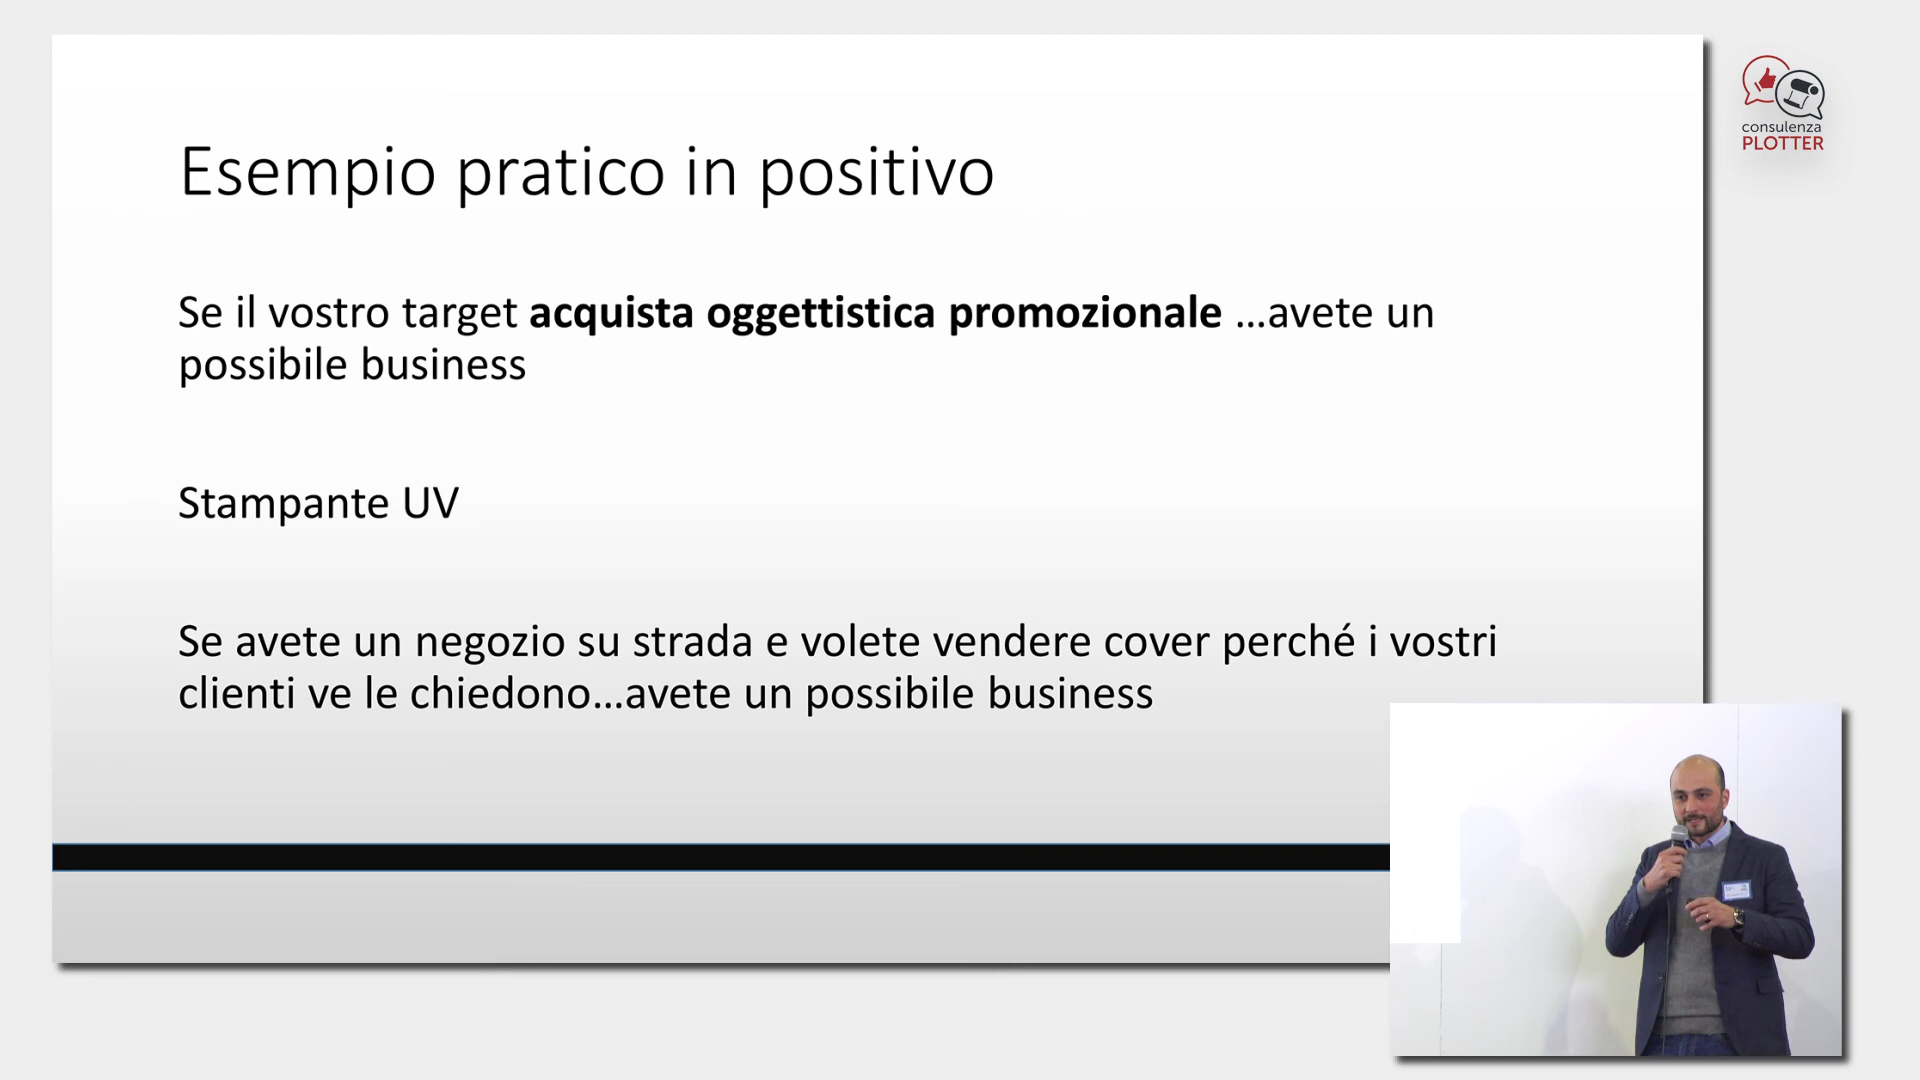 Esempio pratico in positivo
Se il vostro target acquista oggettistica promozionale ...avete un
possibile business
Stampante UV
Se avete un negozio su strada e volete vendere cover perché i vostri
clienti ve le chiedono...avete un possibile business
consulenza
PLOTTER